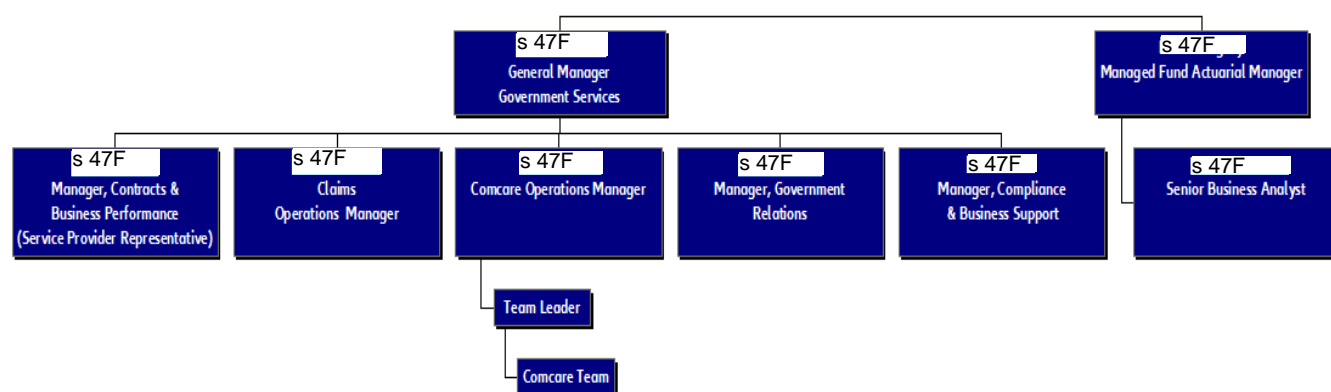 s 47F
General Manager
Government Services
s 47F
Managed Fund Actuarial Manager
s 47F
Manager, Contracts &
Business Performance
(Service Provider Representative)
s 47F
Claims
Operations Manager
s 47F
Comcare Operations Manager
s 47F
Manager, Government
Relations
s 47F
Manager, Compliance
& Business Support
s 47F
Senior Business Analyst
Team Leader
Comcare Team